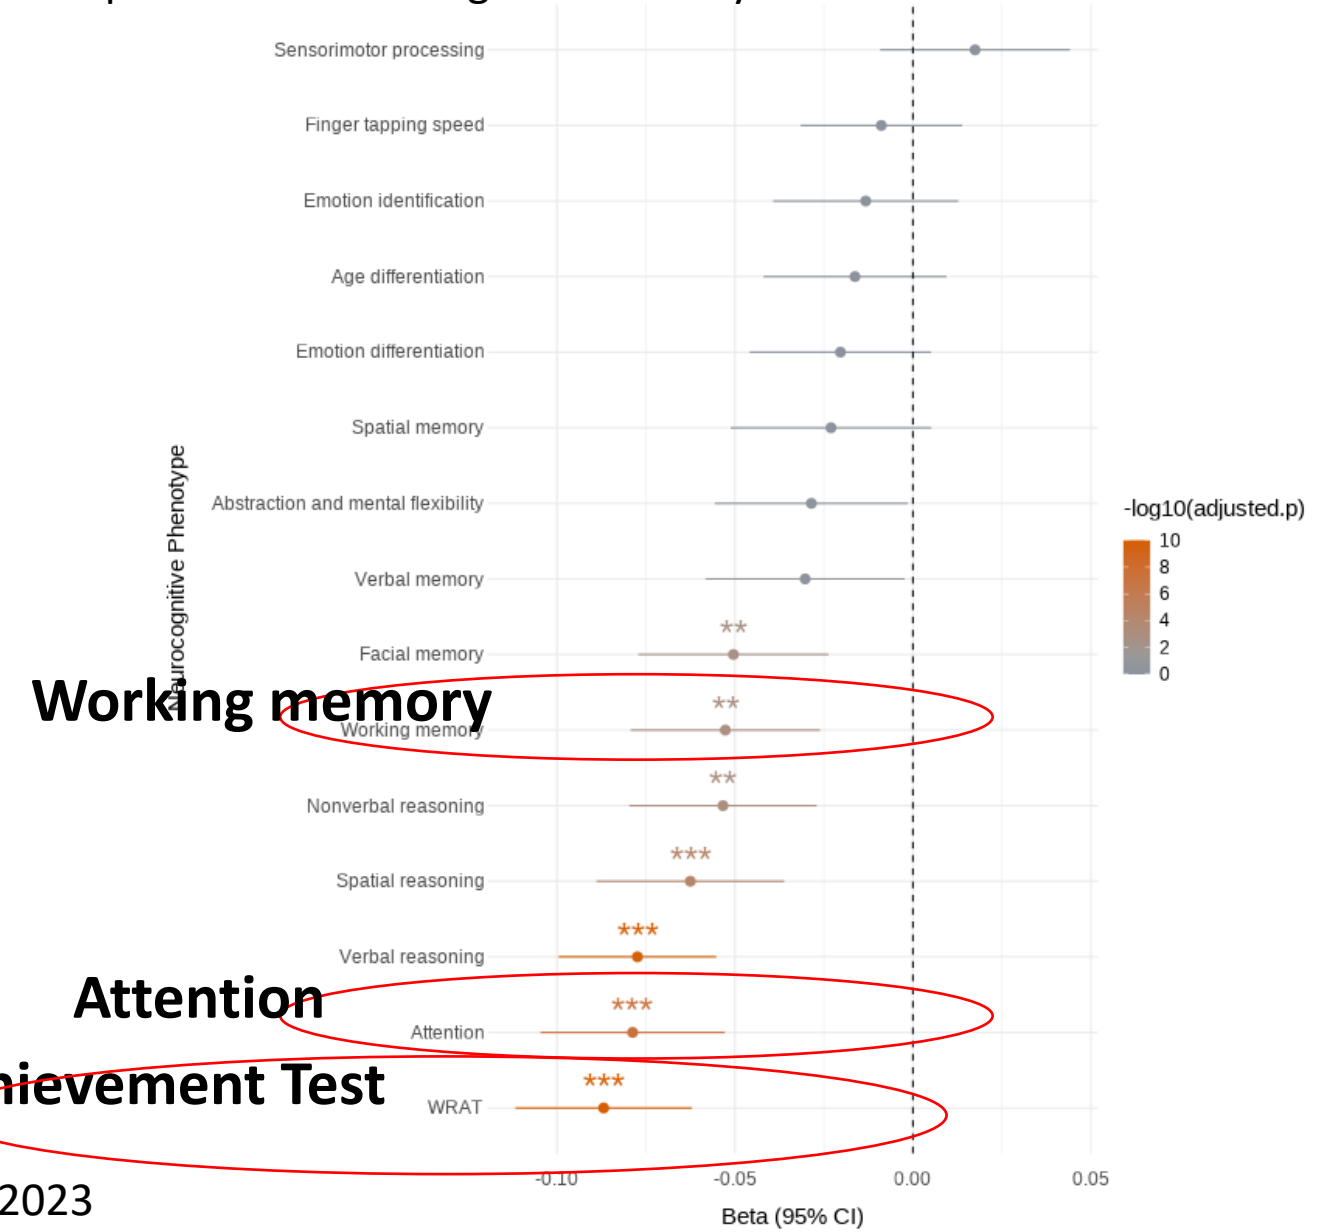 Sensorimotor processing
Finger tapping speed
Emotion identification
Age differentiation
Emotion differentiation
Spatial memory
Abstraction and mental flexibility
Verbal memory
**
Facial memory
Working memory
**
Working memory
**
Nonverbal reasoning
***
Spatial reasoning
***
Verbal reasoning
Attention
***
Attention
Test
***
WRAT
Neurocognitive Phenotype
-log10(adjusted.p)
10
8
6
4
2
0
-0.10 -0.05 0.00 0.05
Beta (95% CI)
2023